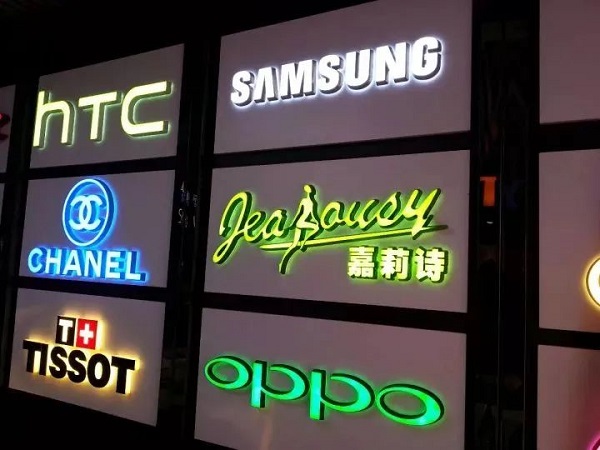 hTC
SAMSUNG
CHANEL
Jealousy
嘉莉诗
T+
TISSOT
oppo